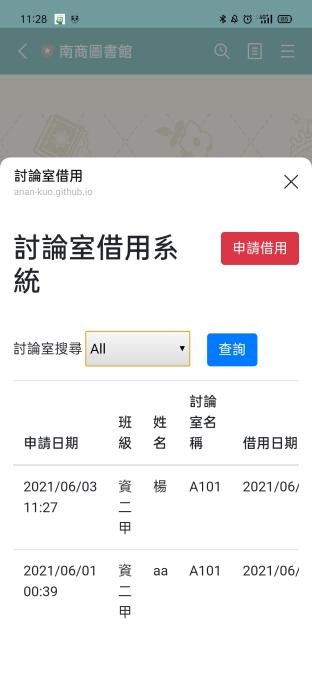 11:28
85
南商圖書館
討論室借用
anan-kuo.github.io
討論室借用系
統
申請借用
討論室搜尋
All
查詢
申請日期
班
級
姓
名
討論
室名
稱
借用日期
2021/06/03
11:27
資
二
甲
楊
A101
2021/06/
2021/06/01
00:39
資
二
甲
aa
A101
2021/06/